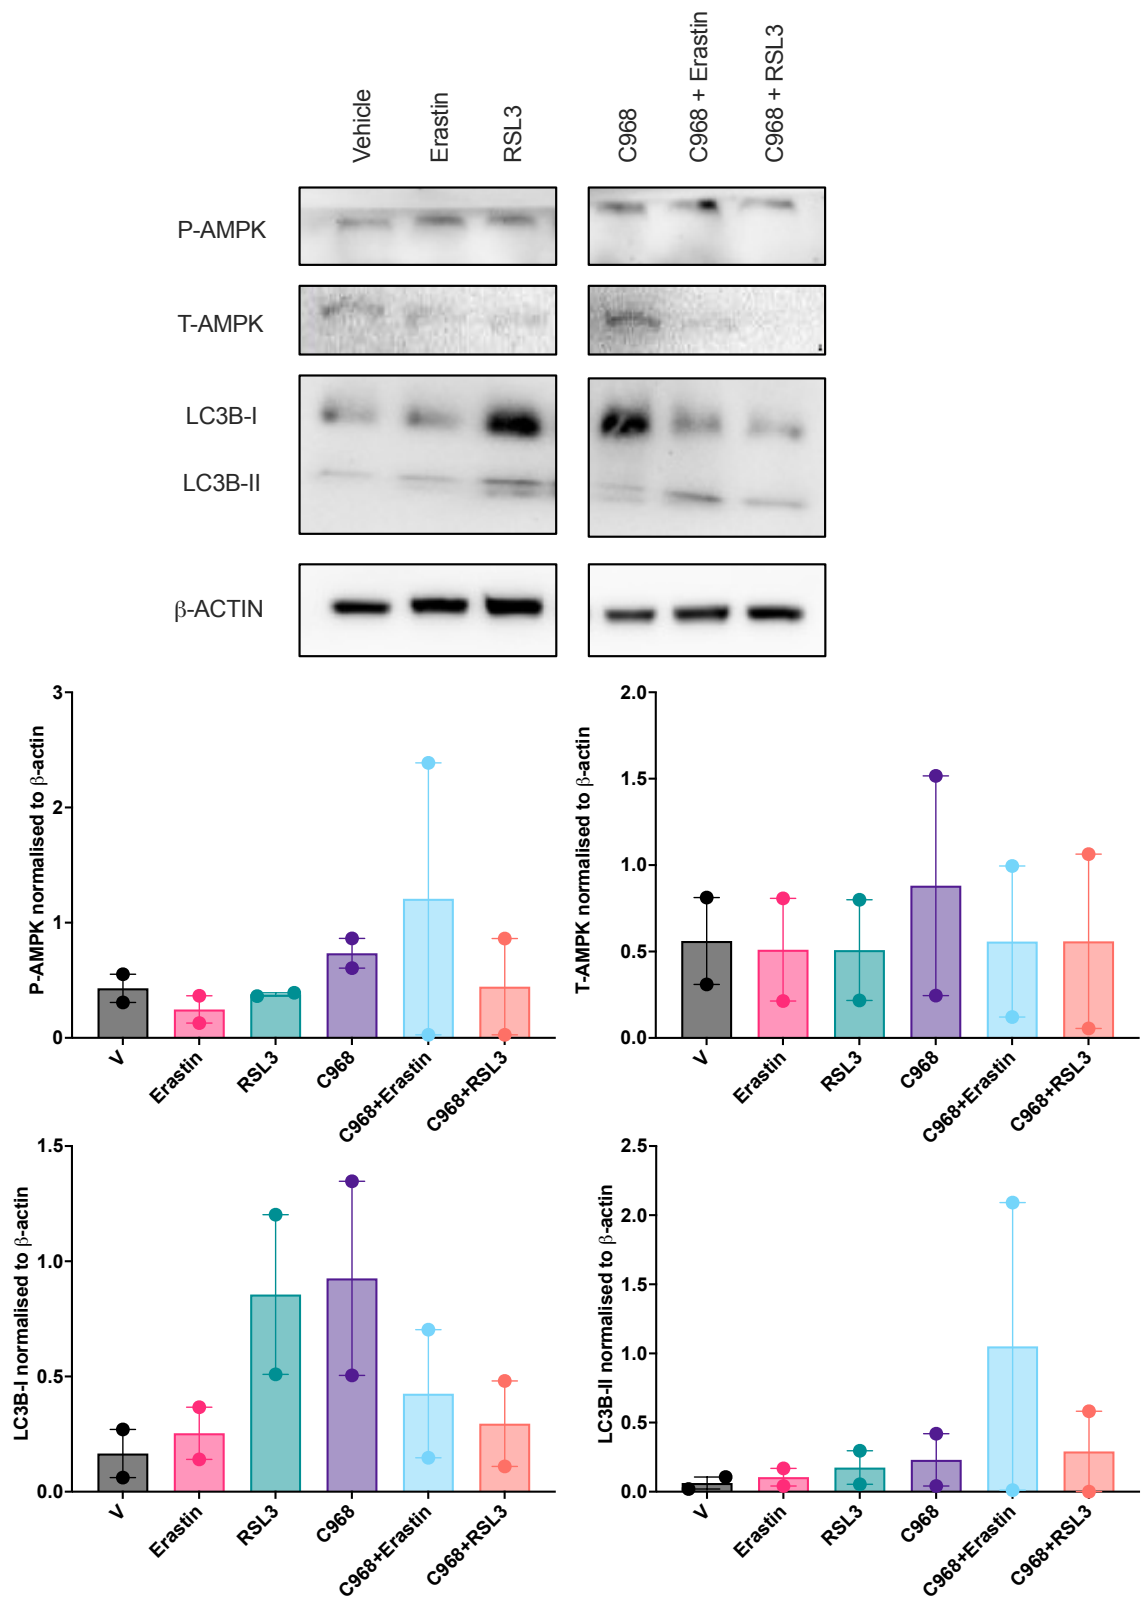 Vehicle
Erastin
RSL3
C968
C968 + Erastin
C968 + RSL3
P-AMPK
T-AMPK
LC3B-I
LC3B-II
β-ACTIN
P-AMPK normalised to β-actin
3
2
1
0
V
Erastin
RSL3
C968
C968+Erastin
C968+RSL3
T-AMPK normalised to β-actin
2.0
1.5
1.0
0.5
0.0
V
Erastin
RSL3
C968
C968+Erastin
C968+RSL3
LC3B-I normalised to β-actin
1.5
1.0
0.5
0.0
V
Erastin
RSL3
C968
C968+Erastin
C968+RSL3
LC3B-II normalised to β-actin
2.5
2.0
1.5
1.0
0.5
0.0
V
Erastin
RSL3
C968
C968+Erastin
C968+RSL3